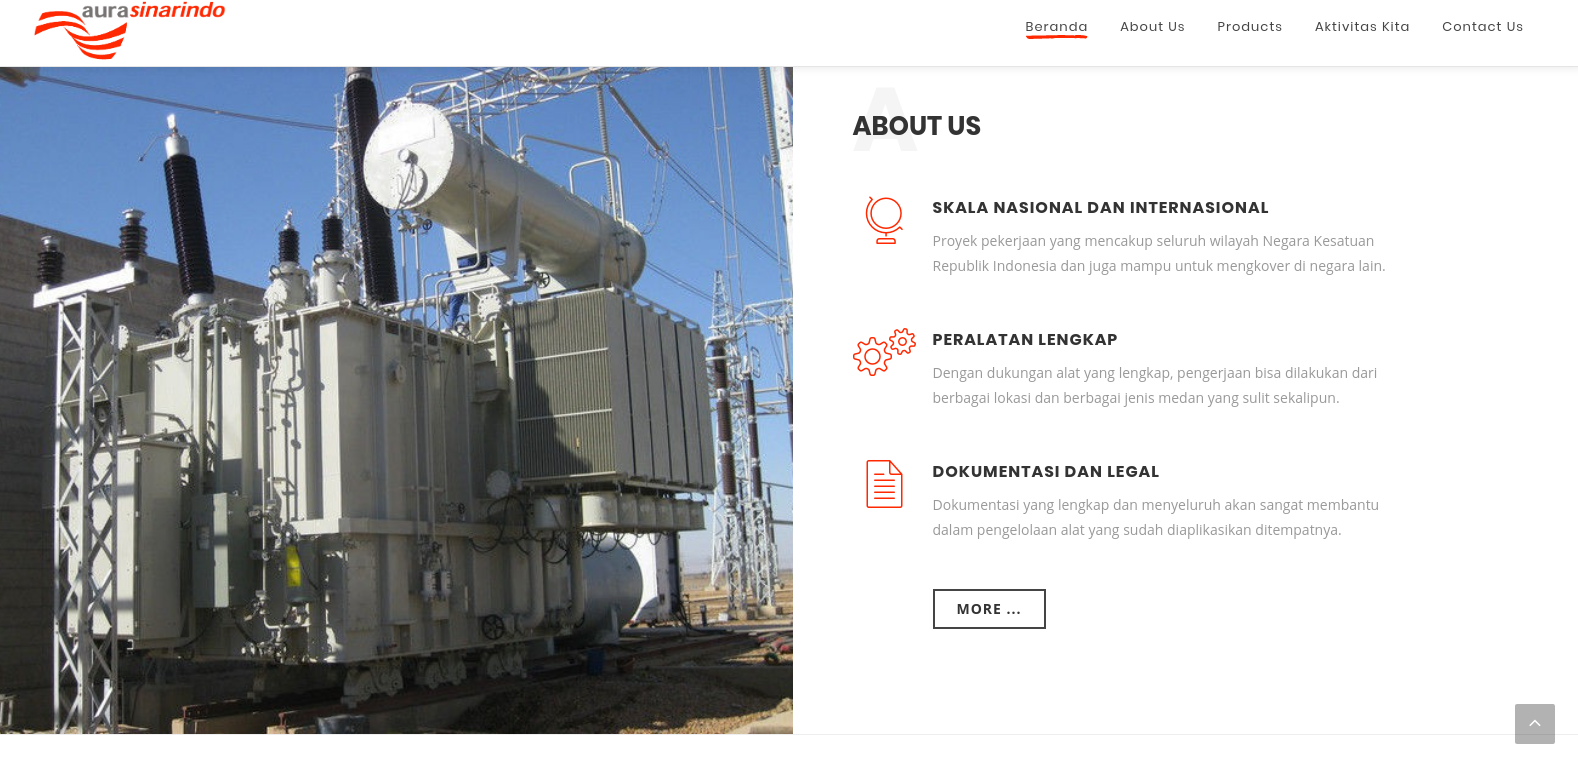 aurasinarindo
Beranda About Us Products Aktivitas Kita Contact Us
A
ABOUT US
SKALA NASIONAL DAN INTERNASIONAL
Proyek pekerjaan yang mencakup seluruh wilayah Negara Kesatuan
Republik Indonesia dan juga mampu untuk mengkover di negara lain.
PERALATAN LENGKAP
Dengan dukungan alat yang lengkap, pengerjaan bisa dilakukan dari
berbagai lokasi dan berbagai jenis medan yang sulit sekalipun.
DOKUMENTASI DAN LEGAL
Dokumentasi yang lengkap dan menyeluruh akan sangat membantu
dalam pengelolaan alat yang sudah diaplikasikan ditempatnya.
MORE ...